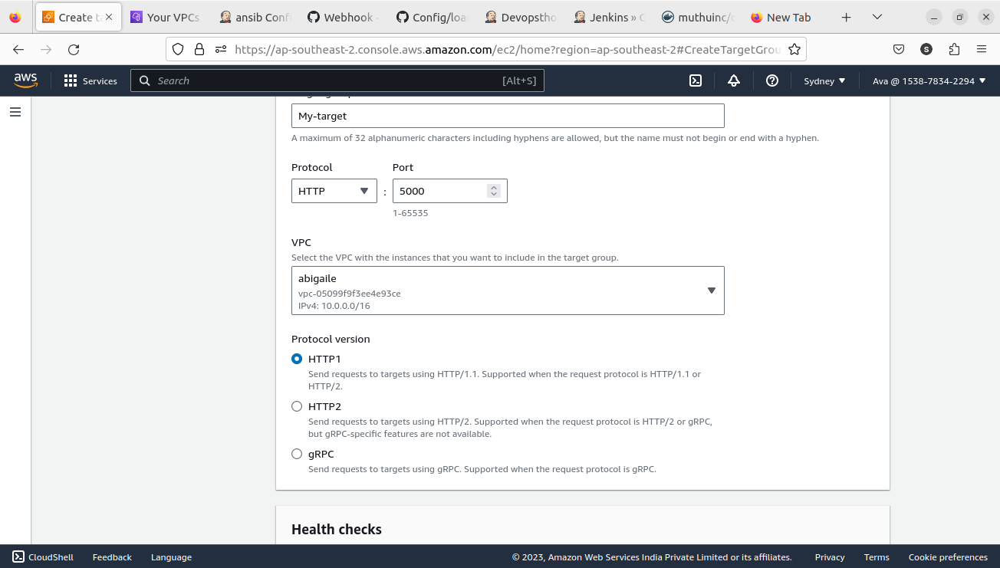 Create ta
Your VPCs
ansib Conf
Webhook
Config/loa
Devopstho
Jenkins » C
muthuinc/
New Tab
https://ap-southeast-2.console.aws.amazon.com/ec2/home?region=ap-southeast-2#CreateTargetGrou
aws
Services
Search
[Alt+S]
Sydney
Ava @ 1538-7834-2294
My-target
A maximum of 32 alphanumeric characters including hyphens are allowed, but the name must not begin or end with a hyphen.
Protocol
Port
HTTP
:
5000
1-65535
VPC
Select the VPC with the instances that you want to include in the target group.
abigaile
vpc-05099f9f3ee4e93ce
IPv4: 10.0.0.0/16
Protocol version
HTTP1
Send requests to targets using HTTP/1.1. Supported when the request protocol is HTTP/1.1 or
HTTP/2.
HTTP2
Send requests to targets using HTTP/2. Supported when the request protocol is HTTP/2 or gRPC,
but gRPC-specific features are not available.
gRPC
Send requests to targets using gRPC. Supported when the request protocol is gRPC.
Health checks
CloudShell
Feedback
Language
© 2023, Amazon Web Services India Private Limited or its affiliates.
Privacy
Terms
Cookie preferences